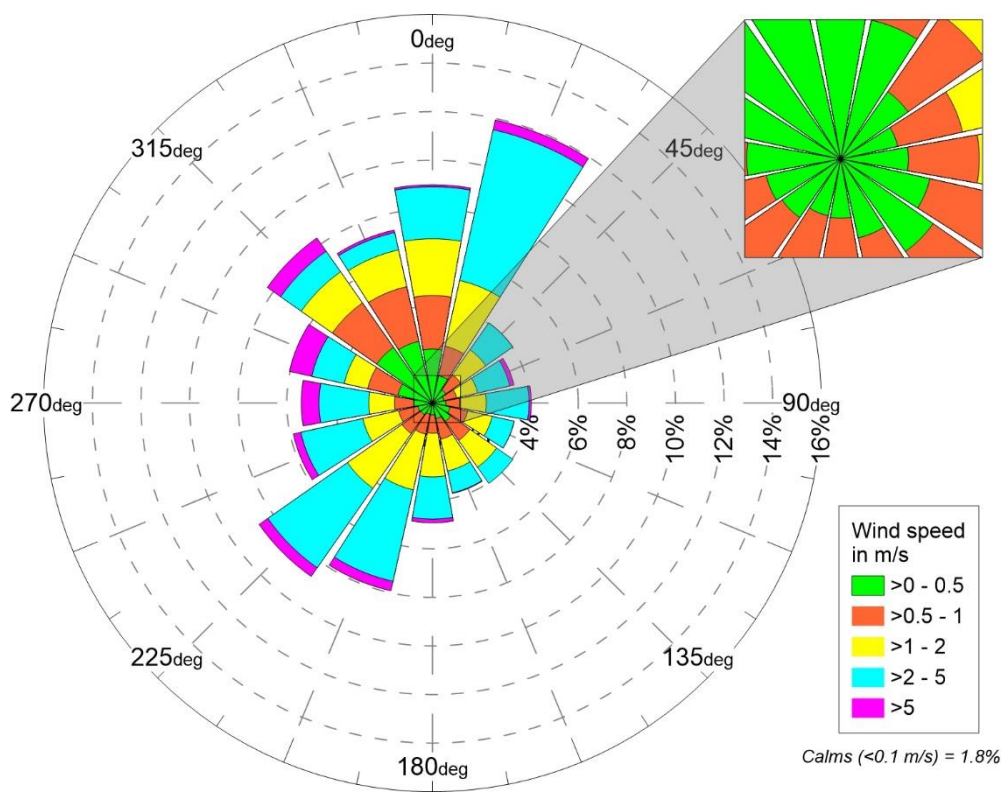 0deg
315deg
45deg
270deg
90deg
4%
6%
8%
10%
12%
14%
16%
225deg
135deg
180deg
Wind speed
in m/s
>0 - 0.5
>0.5 - 1
>1 - 2
>2 - 5
>5
Calms (<0.1 m/s) = 1.8%